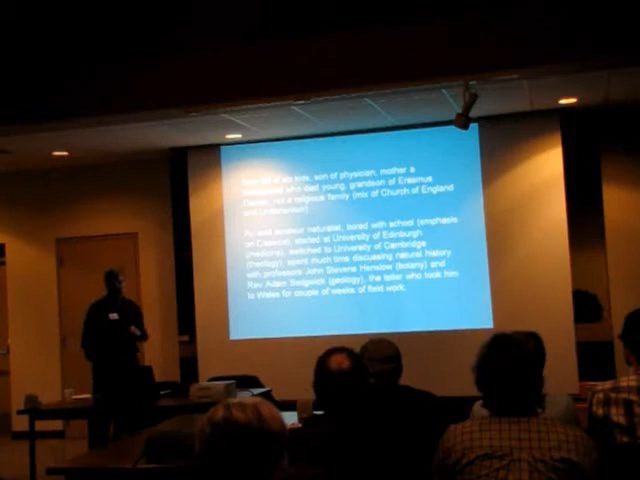 of six kids, son of physician, mother a
who died young, grandson of Erasmus
Darwin, not a religious family (mix of Church of England
and Unitarianism)
An avid amateur naturalist, bored with school (emphasis
on Classics), started at University of Edinburgh
(medicine), switched to University of Cambridge
(theology), spent much time discussing natural history
with professors John Stevens Henslow (botany) and
Rev Adam Sedgwick (geology), the latter who took him
to Wales for couple of weeks of field work.